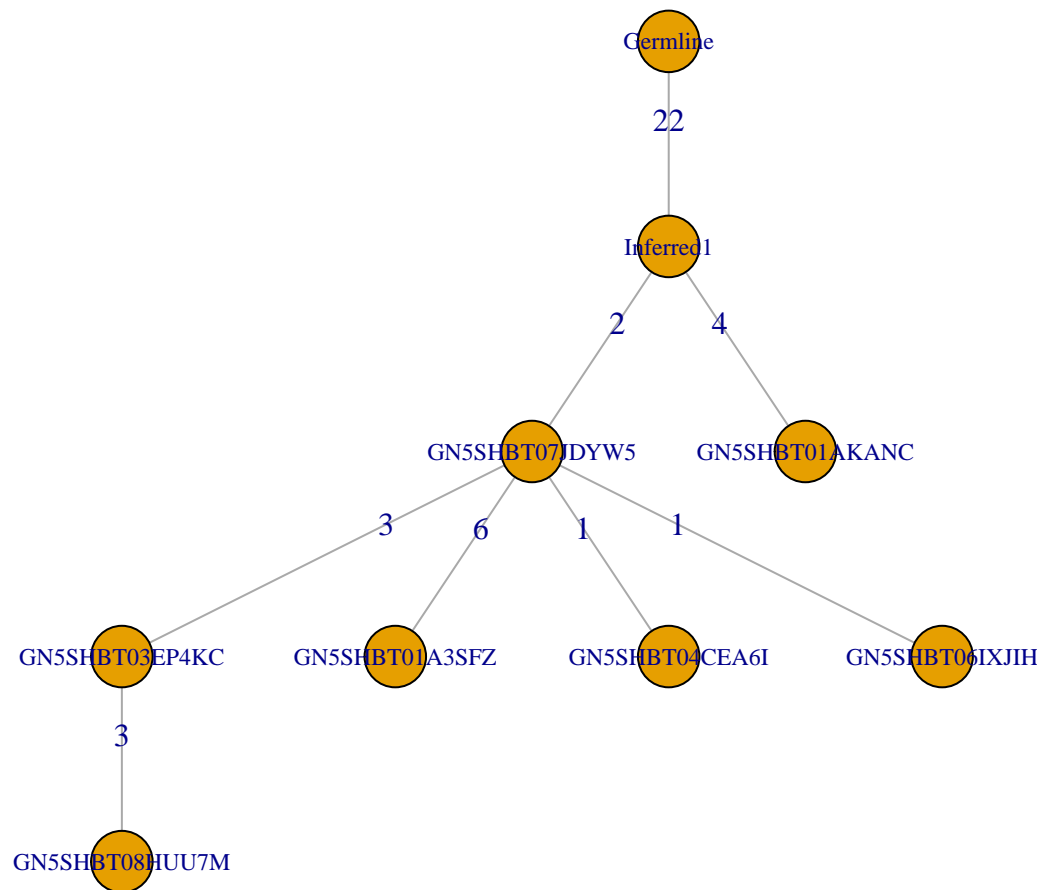 Germline
22
Inferred1
2
4
GN5SHBT07JDYW5
GN5SHBT01AKANC
3
6
1
1
GN5SHBT03EP4KC
GN5SHBT01A3SFZ
GN5SHBT04CEA6I
GN5SHBT06IXJIH
3
GN5SHBT08HUU7M